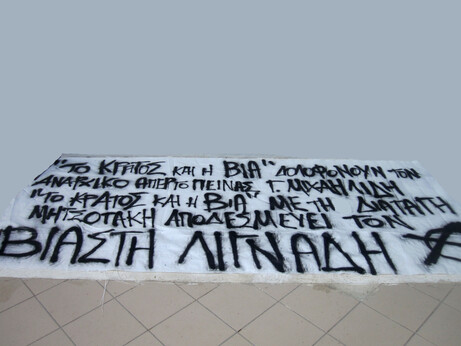 "ΤΟ ΚΡΑΤΟΣ ΚΑΙ Η ΒΙΑ" ΔΟΛΟΦΟΝΟΥΝ ΤΟΝ
ΑΝΑΡΧΙΚΟ ΑΠΕΡΓΟ ΠΕΙΝΑΣ Γ. ΜΙΧΑΗΛΙΔΗ
"ΤΟ ΚΡΑΤΟΣ ΚΑΙ Η ΒΙΑ" ΜΕ ΤΗ ΔΙΑΤΑΓΗ
ΜΗΤΣΟΤΑΚΗ ΑΠΟΔΕΣΜΕΥΕΙ ΤΟΝ
ΒΙΑΣΤΗ ΛΙΓΝΑΔΗ